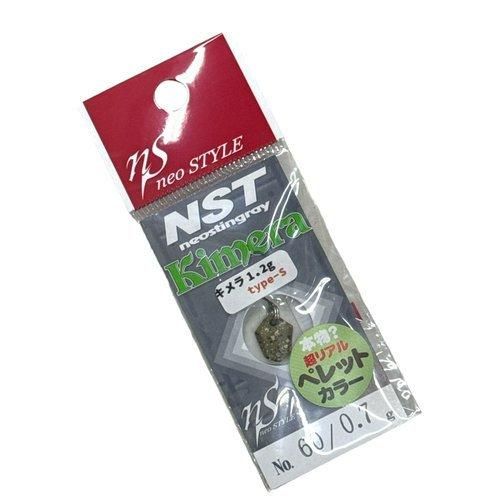 ns
neo STYLE
NST
neostingray
Kimera
キメラ 1.2g
type-S
本物?
超リアル
ペレット
カラー
ns
neo STYLE
No. 60/0.7 g